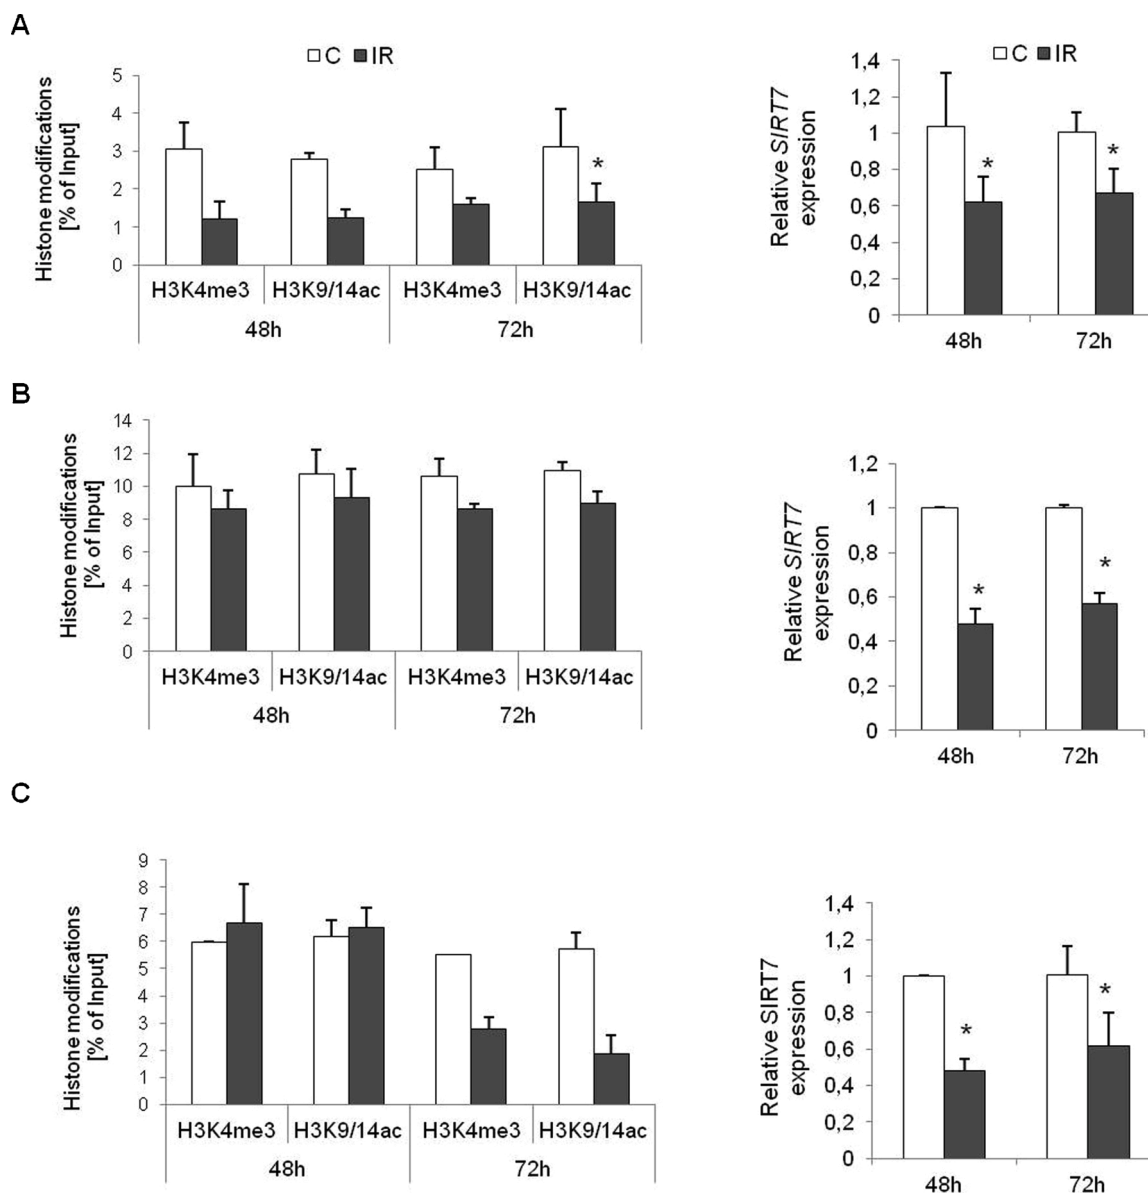 A
C IR
Histone modifications
[% of Input]
5
4
3
2
1
0
H3K4me3 H3K9/14ac H3K4me3 H3K9/14ac
48h 72h
C IR
Relative SIRT7
expression
1,4
1,2
1
0,8
0,6
0,4
0,2
0
* *
*
48h 72h
B
Histone modifications
[% of Input]
14
12
10
8
6
4
2
0
H3K4me3 H3K9/14ac H3K4me3 H3K9/14ac
48h 72h
Relative SIRT7
expression
1,2
1
0,8
0,6
0,4
0,2
0
* *
48h 72h
C
Histone modifications
[% of Input]
9
8
7
6
5
4
3
2
1
0
H3K4me3 H3K9/14ac H3K4me3 H3K9/14ac
48h 72h
Relative SIRT7
expression
1,4
1,2
1
0,8
0,6
0,4
0,2
0
* *
48h 72h